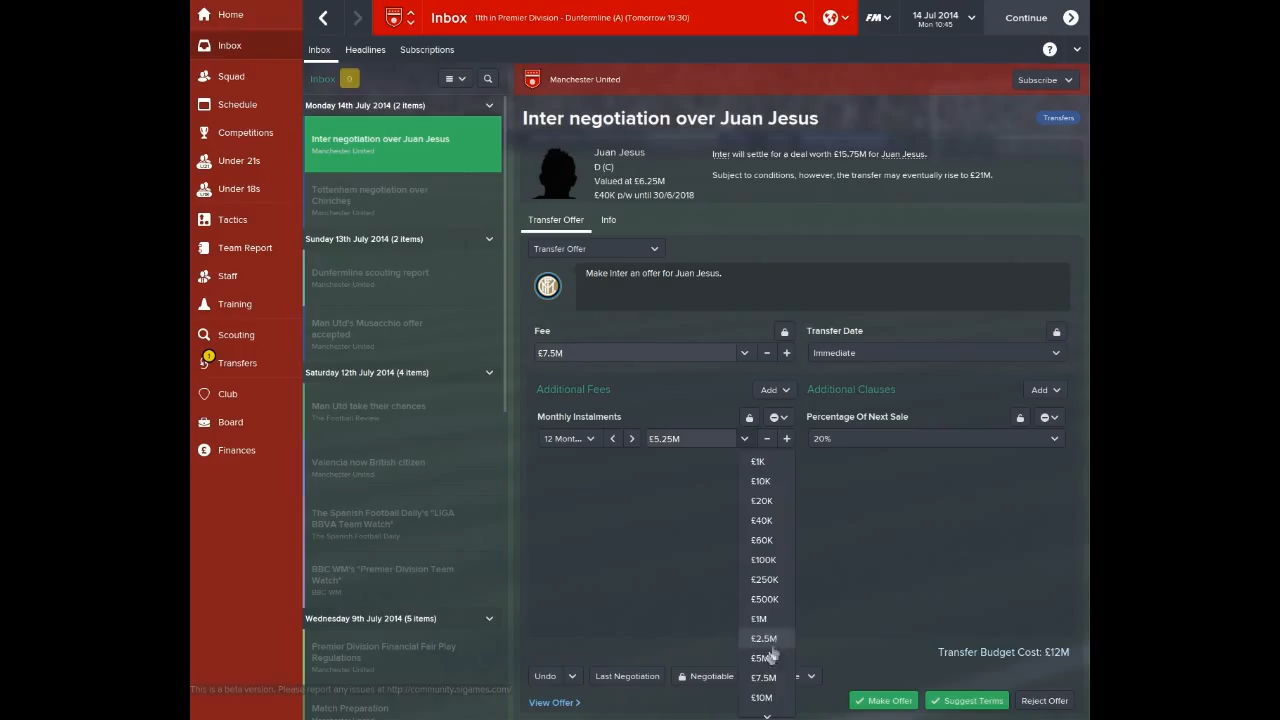 Home
Inbox
Squad
Schedule
Competitions
Under 21s
Under 18s
Tactics
Team Report
Staff
Training
Scouting
1
Transfers
Club
Board
Finances
Inbox 11th in Premier Division - Dunfermline (A) (Tomorrow 19:30)
FM
14 Jul 2014
Mon 10:45
Continue
Inbox Headlines Subscriptions
?
Inbox 0
Monday 14th July 2014 (2 items)
Inter negotiation over Juan Jesus
Manchester United
Tottenham negotiation over
Chiriches
Manchester United
Sunday 13th July 2014 (2 items)
Dunfermline scouting report
Manchester United
Man Utd's Musacchio offer
accepted
Manchester United
Saturday 12th July 2014 (4 items)
Man Utd take their chances
The Football Review
Valencia now British citizen
Manchester United
The Spanish Football Daily's "LIGA
BBVA Team Watch"
The Spanish Football Daily
BBC WM's "Premier Division Team
Watch"
BBC WM
Wednesday 9th July 2014 (5 items)
Premier Division Financial Fair Play
Regulations
Manchester United
Match Preparation
Manchester United
This is a beta version. Please report any issues at http://community.sigames.com/
Manchester United
Subscribe
Inter negotiation over Juan Jesus
Transfers
Juan Jesus
D (C)
Valued at £6.25M
£40K p/w until 30/6/2018
Inter will settle for a deal worth £15.75M for Juan Jesus.
Subject to conditions, however, the transfer may eventually rise to £21M.
Transfer Offer Info
Transfer Offer
Make Inter an offer for Juan Jesus.
Fee
£7.5M
Transfer Date
Immediate
Additional Fees Add
Additional Clauses Add
Monthly Instalments
12 Mont... £5.25M
Percentage Of Next Sale
20%
£1K
£10K
£20K
£40K
£60K
£100K
£250K
£500K
£1M
£2.5M
£5M
£7.5M
£10M
Transfer Budget Cost: £12M
Undo Last Negotiation Negotiable
View Offer >
Make Offer Suggest Terms Reject Offer